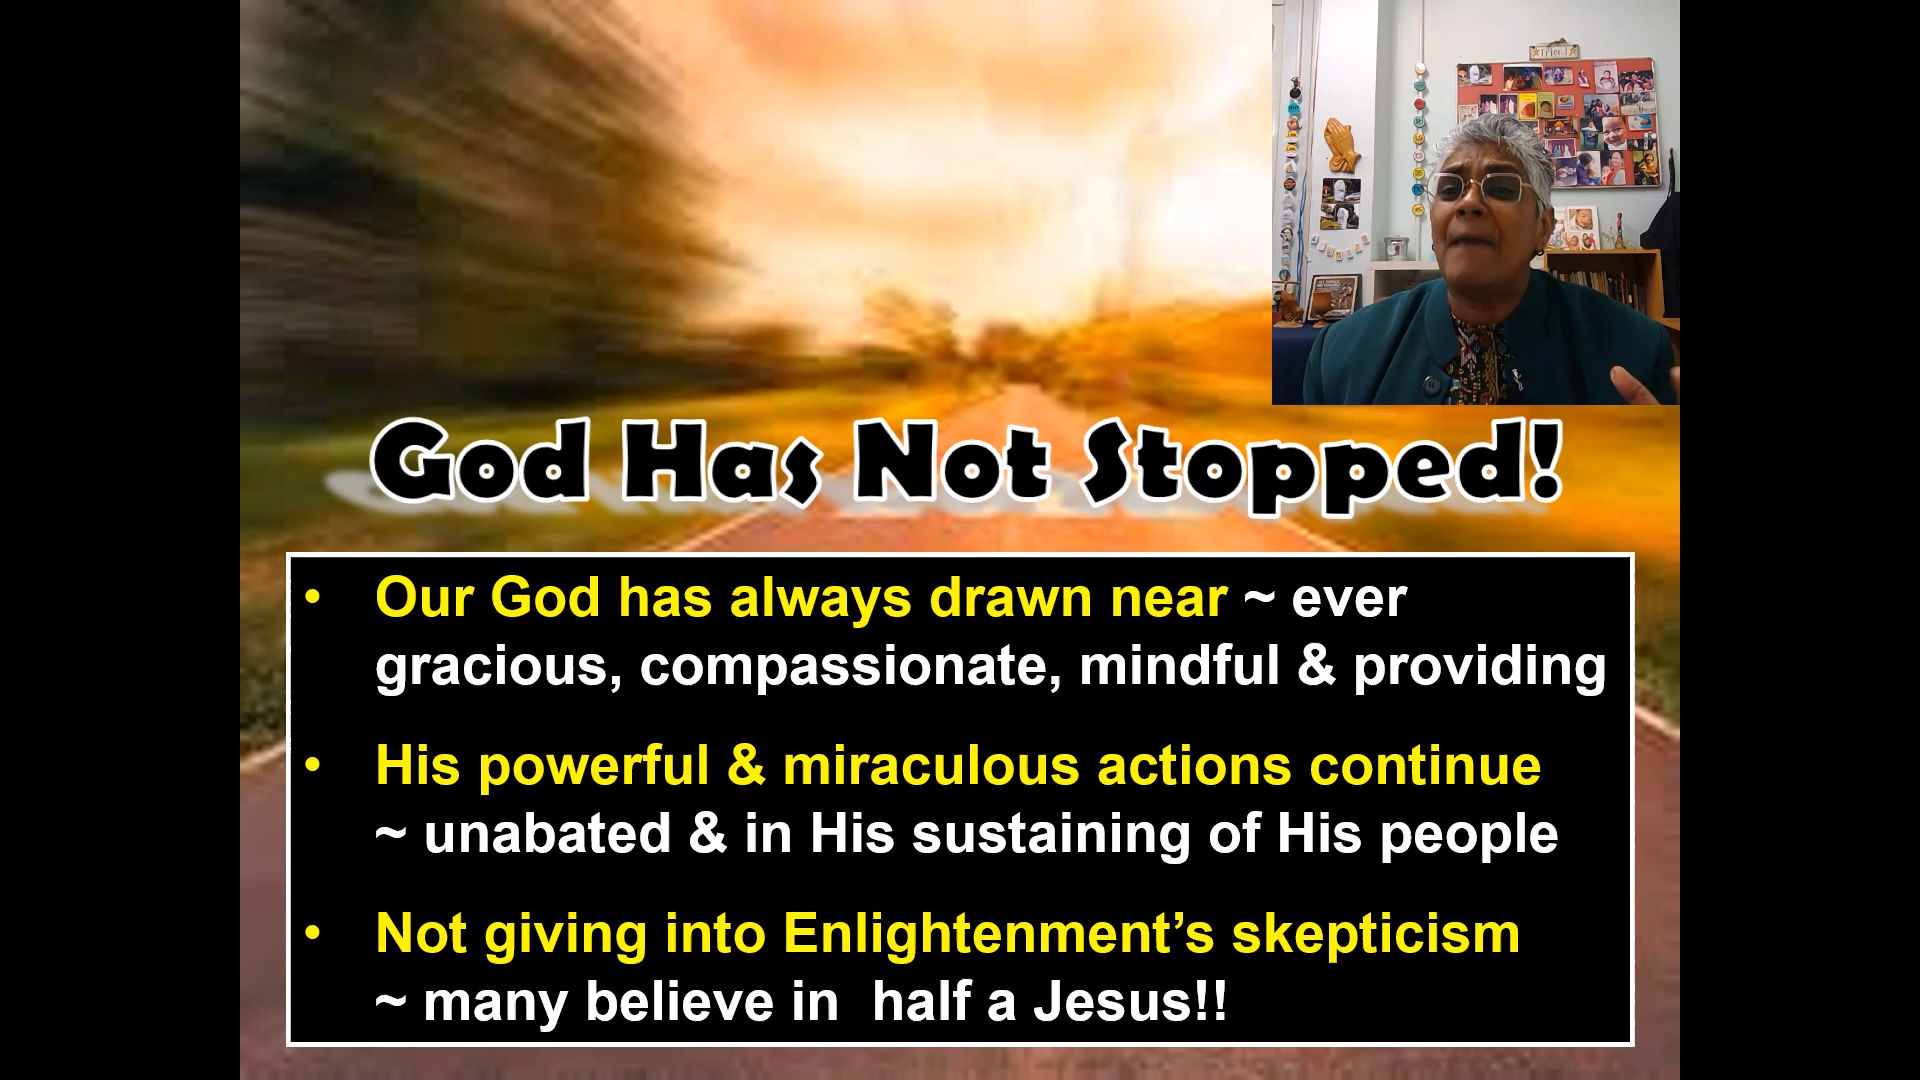 God Has Not Stopped!
• Our God has always drawn near ~ ever
gracious, compassionate, mindful & providing
• His powerful & miraculous actions continue
~ unabated & in His sustaining of His people
• Not giving into Enlightenment’s skepticism
~ many believe in  half a Jesus!!